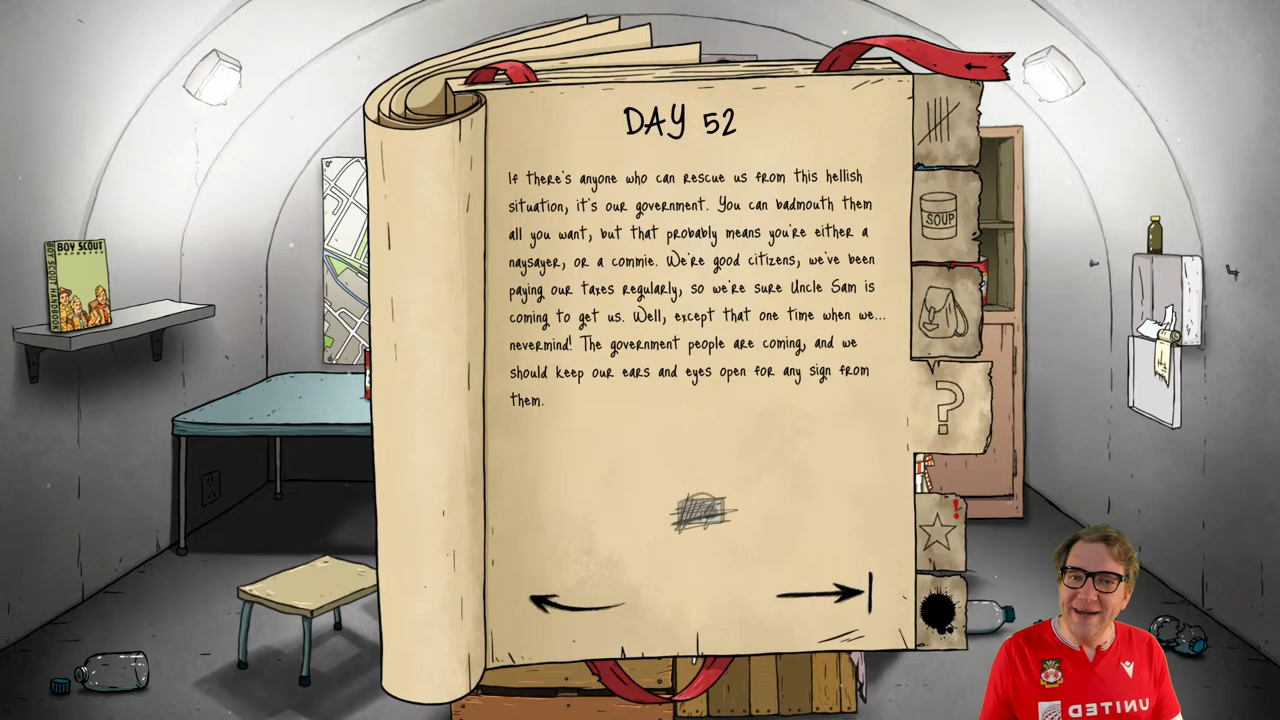 DAY 52
If there's anyone who can rescue us from this hellish
situation, it's our government. You can badmouth them
all you want, but that probably means you're either a
naysayer, or a commie. We're good citizens, we've been
paying our taxes regularly, so we're sure Uncle Sam is
coming to get us. Well, except that one time when we...
nevermind! The government people are coming, and we
should keep our ears and eyes open for any sign from
them.
BOY SCOUT
BOY SCOUT HANDBOOK
SOUP
?
!
UNITED